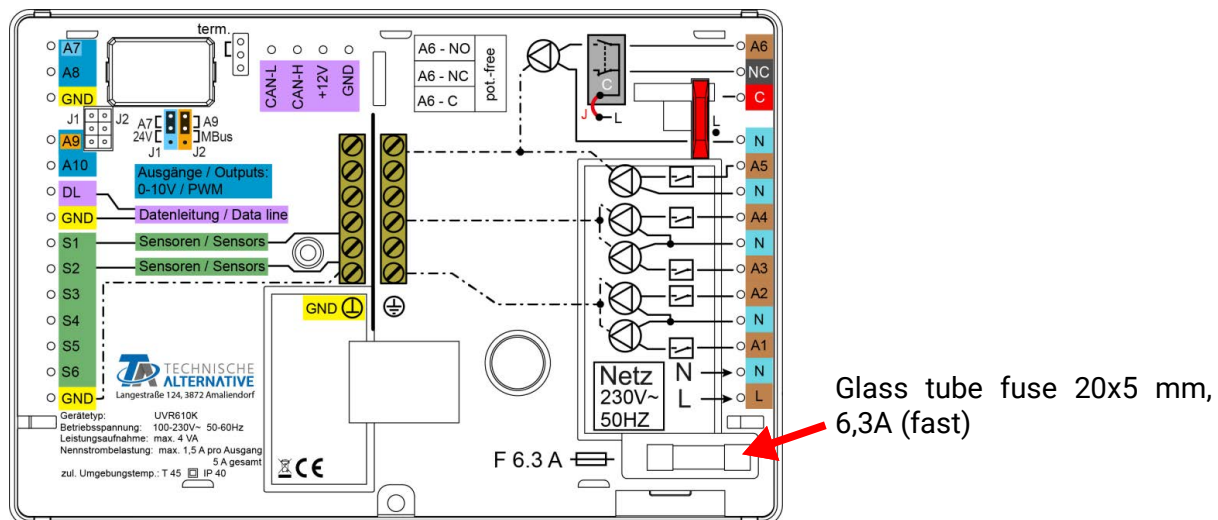 term.
A7
A8
GND
J1
J2
A9
A10
DL
GND
S1
S2
S3
S4
S5
S6
GND
A7
24V
A9
MBus
J1
J2
CAN-L
CAN-H
+12V
GND
A6 - NO
A6 - NC
A6 - C
pot.-free
Ausgänge / Outputs:
0-10V / PWM
Datenleitung / Data line
Sensoren / Sensors
Sensoren / Sensors
GND
C
J
L
L
A6
NC
C
N
A5
N
A4
N
A3
A2
N
A1
N
L
Netz
230V~
50HZ
N
L
TA TECHNISCHE
ALTERNATIVE
Langestraße 124, 3872 Amaliendorf
Gerätetyp: UVR610K
Betriebsspannung: 100-230V~ 50-60Hz
Leistungsaufnahme: max. 4 VA
Nennstrombelastung: max. 1,5 A pro Ausgang
5 A gesamt
zul. Umgebungstemp.: T 45 IP 40
CE
F 6.3 A
Glass tube fuse 20x5 mm,
6,3A (fast)